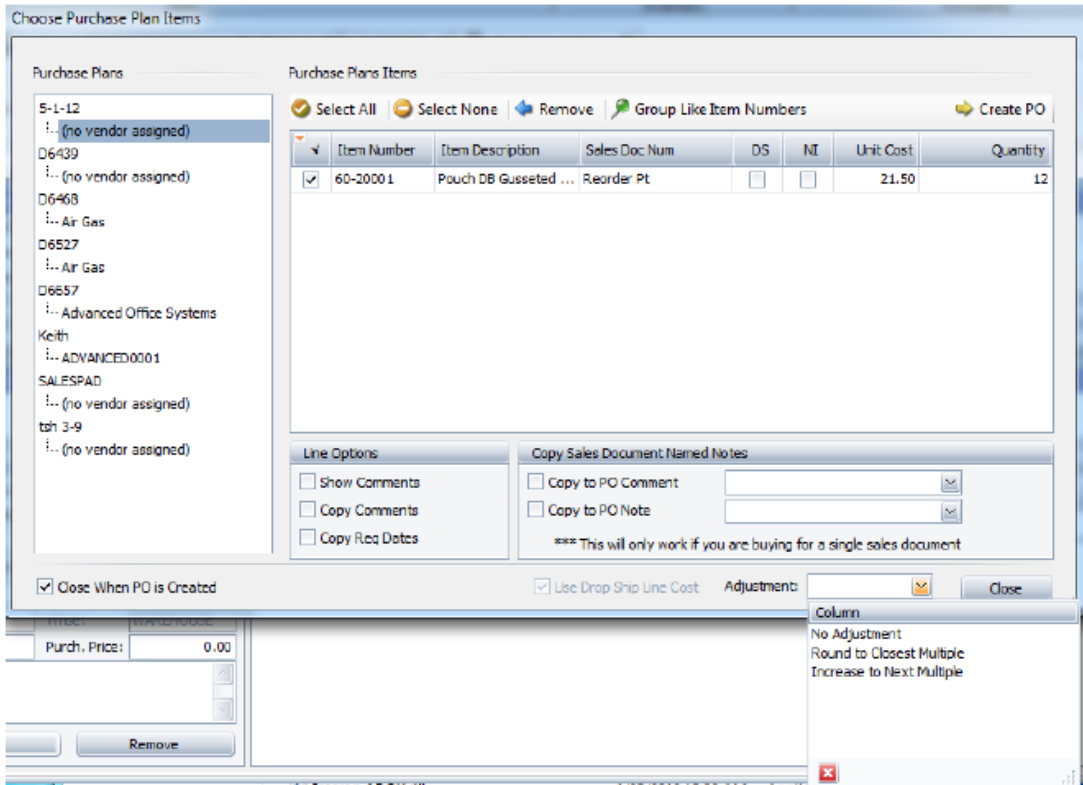 Choose Purchase Plan Items
Purchase Plans
5-1-12
(no vendor assigned)
D6439
(no vendor assigned)
D6468
Air Gas
D6527
Air Gas
D6657
Advanced Office Systems
Keith
ADVANCED0001
SALESPAD
(no vendor assigned)
tsh 3-9
(no vendor assigned)
Purchase Plans Items
Select All Select None Remove Group Like Item Numbers Create PO
Item Number Item Description Sales Doc Num DS NI Unit Cost Quantity
60-20001 Pouch DB Gusseted ... Reorder Pt 21.50 12
Line Options
Show Comments
Copy Comments
Copy Req Dates
Copy Sales Document Named Notes
Copy to PO Comment
Copy to PO Note
*** This will only work if you are buying for a single sales document
Close When PO is Created Use Drop Ship Line Cost Adjustment: Close
Column
No Adjustment
Round to Closest Multiple
Increase to Next Multiple
WAREHOUSE
Purch. Price: 0.00
Remove